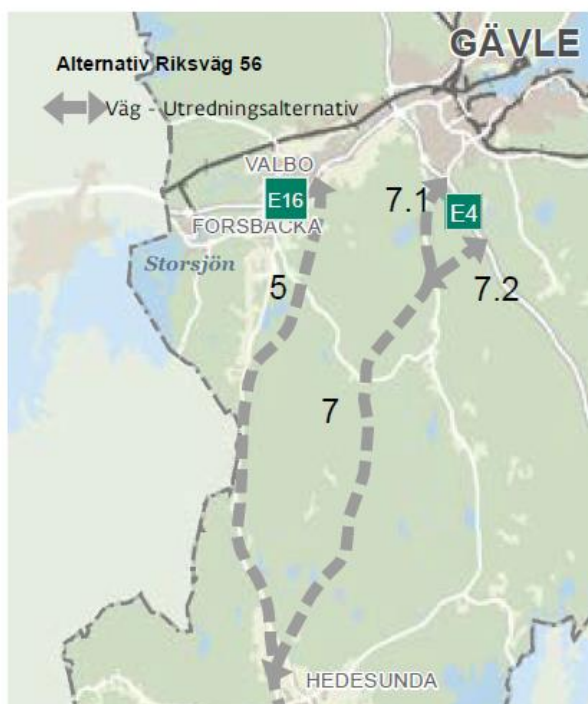 GÄVLE
Alternativ Riksväg 56
Väg - Utredningsalternativ
VALBO
E16
7.1
E4
FORSBACKA
Storsjön
5
7.2
7
HEDESUNDA